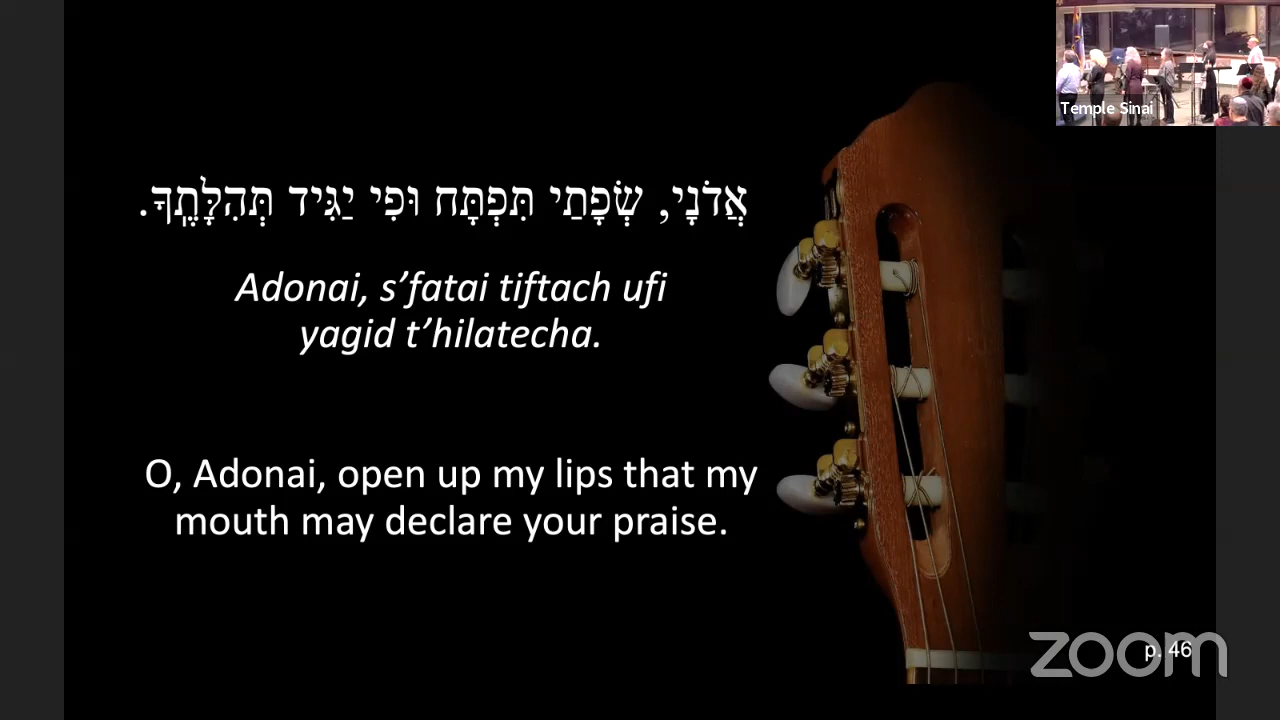 Temple Sinai
אֲדֹנָי, שְׂפָתַי תִּפְתָּח וּפִי יַגִּיד תְּהִלָּתֶֽךָ.
Adonai, s’fatai tiftach ufi
yagid t’hilatecha.
O, Adonai, open up my lips that my
mouth may declare your praise.
p. 46
zoom